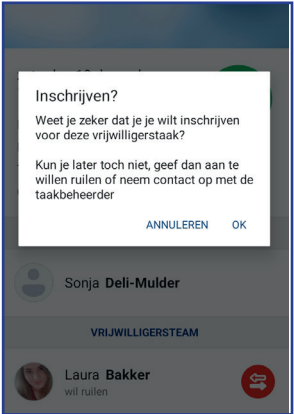 Inschrijven?
Weet je zeker dat je je wilt inschrijven
voor deze vrijwilligerstaak?
Kun je later toch niet, geef dan aan te
willen ruilen of neem contact op met de
taakbeheerder
ANNULEREN OK
Sonja Deli-Mulder
VRIJWILLIGERSTEAM
Laura Bakker
wil ruilen